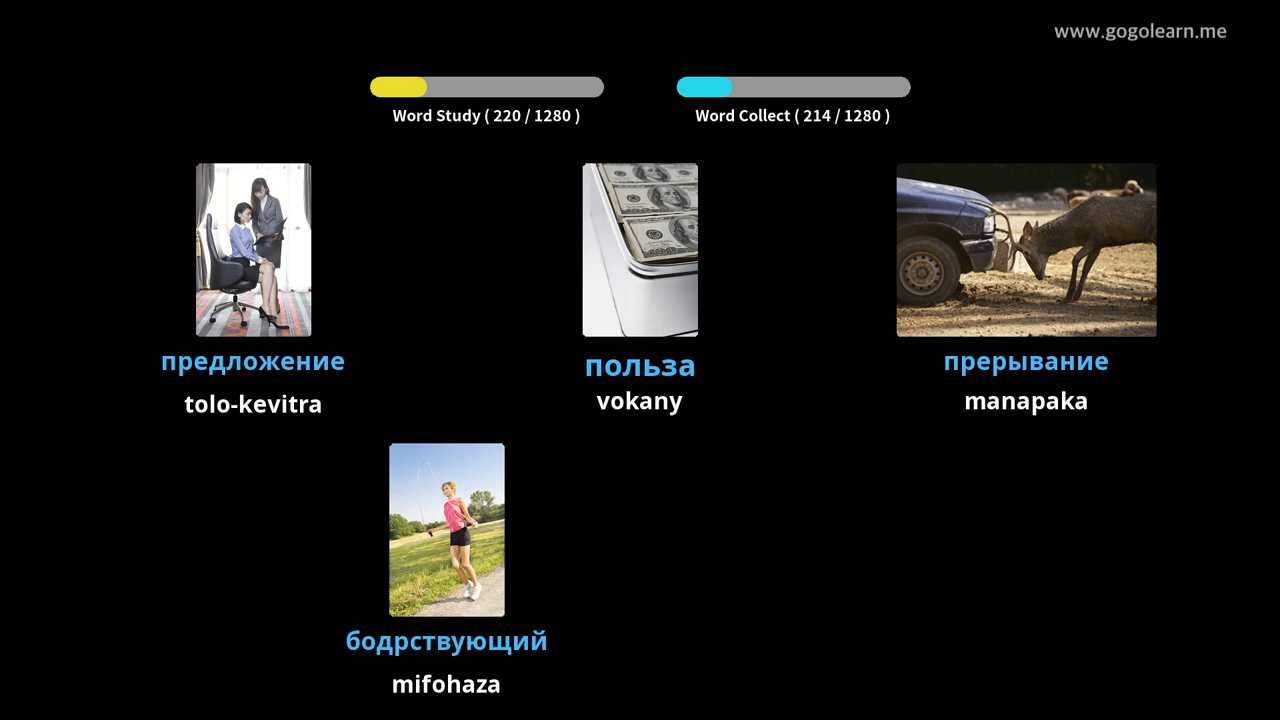 www.gogolearn.me
Word Study ( 220 / 1280 )
Word Collect ( 214 / 1280 )
предложение
tolo-kevitra
польза
vokany
прерывание
manapaka
бодрствующий
mifohaza